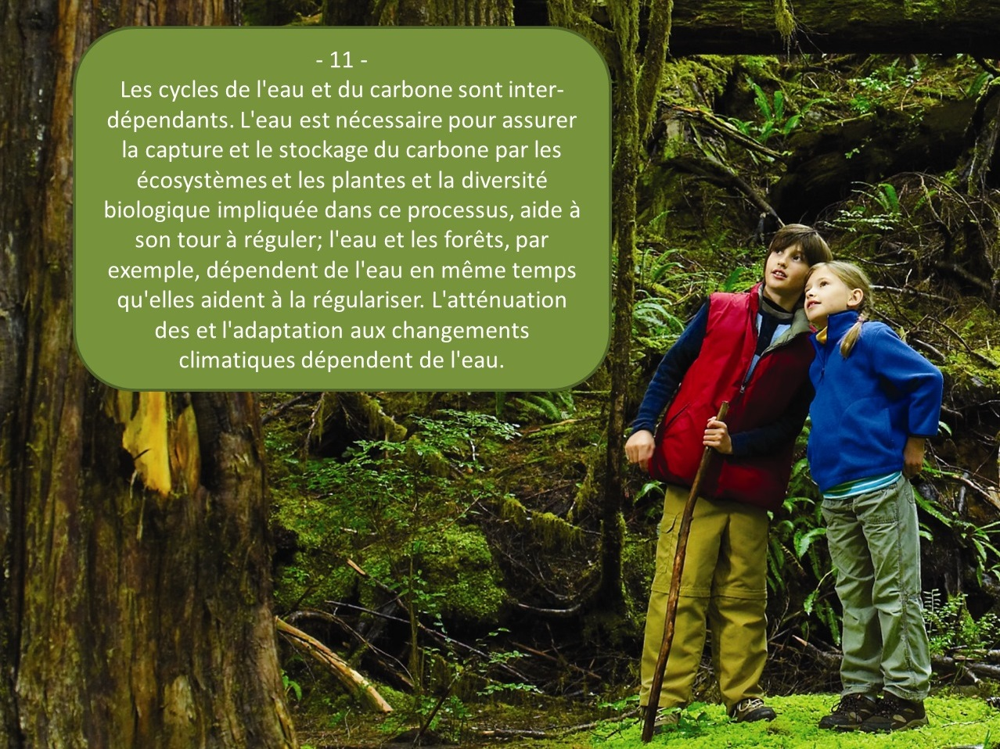 - 11 -
Les cycles de l'eau et du carbone sont inter-
dépendants. L'eau est nécessaire pour assurer
la capture et le stockage du carbone par les
écosystèmes et les plantes et la diversité
biologique impliquée dans ce processus, aide à
son tour à réguler; l'eau et les forêts, par
exemple, dépendent de l'eau en même temps
qu'elles aident à la régulariser. L'atténuation
des et l'adaptation aux changements
climatiques dépendent de l'eau.